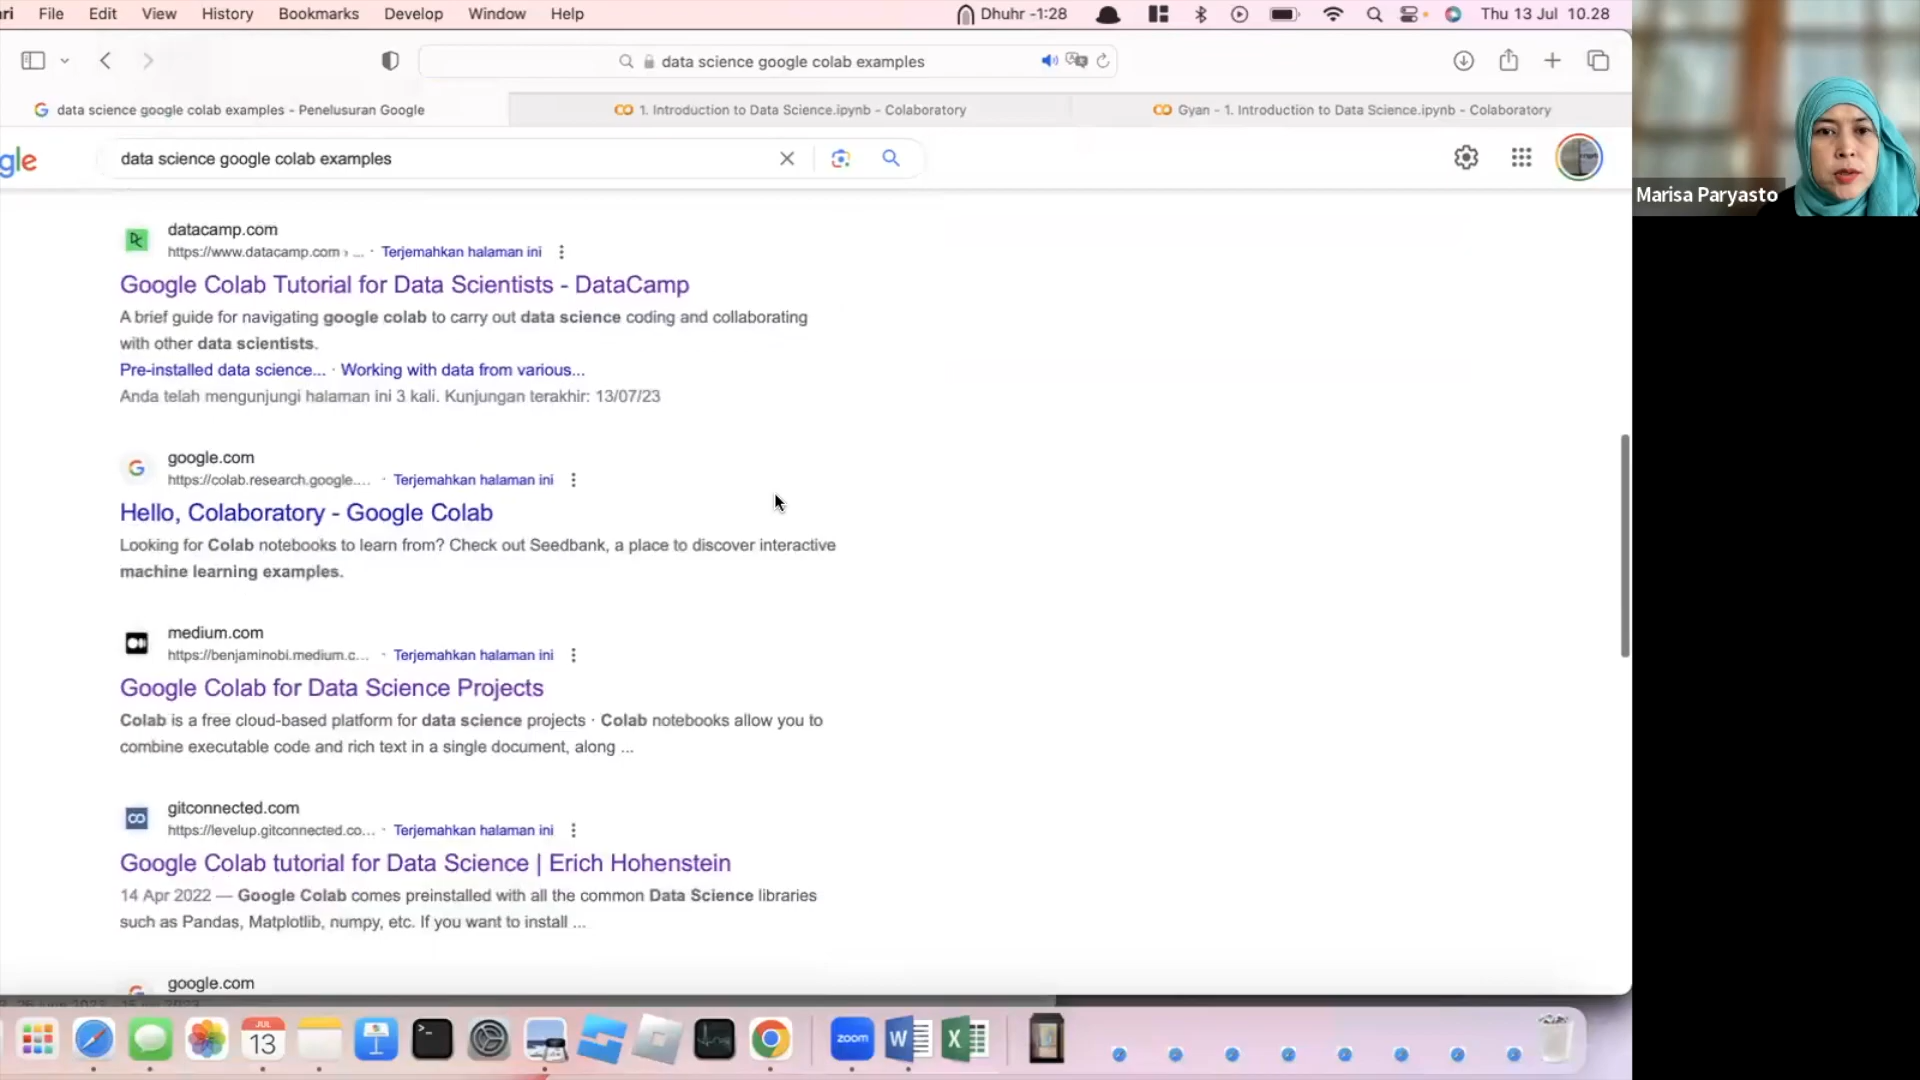 ri File Edit View History Bookmarks Develop Window Help Dhuhr -1:28 Thu 13 Jul 10.28
data science google colab examples
data science google colab examples - Penelusuran Google
1. Introduction to Data Science.ipynb - Colaboratory
Gyan - 1. Introduction to Data Science.ipynb - Colaboratory
gle data science google colab examples
Marisa Paryasto
datacamp.com
https://www.datacamp.com › ... · Terjemahkan halaman ini
Google Colab Tutorial for Data Scientists - DataCamp
A brief guide for navigating google colab to carry out data science coding and collaborating
with other data scientists.
Pre-installed data science... · Working with data from various...
Anda telah mengunjungi halaman ini 3 kali. Kunjungan terakhir: 13/07/23
google.com
https://colab.research.google.... · Terjemahkan halaman ini
Hello, Colaboratory - Google Colab
Looking for Colab notebooks to learn from? Check out Seedbank, a place to discover interactive
machine learning examples.
medium.com
https://benjaminobi.medium.c... · Terjemahkan halaman ini
Google Colab for Data Science Projects
Colab is a free cloud-based platform for data science projects · Colab notebooks allow you to
combine executable code and rich text in a single document, along ...
gitconnected.com
https://levelup.gitconnected.co... · Terjemahkan halaman ini
Google Colab tutorial for Data Science | Erich Hohenstein
14 Apr 2022 — Google Colab comes preinstalled with all the common Data Science libraries
such as Pandas, Matplotlib, numpy, etc. If you want to install ...
google.com
JUL
13
zoom